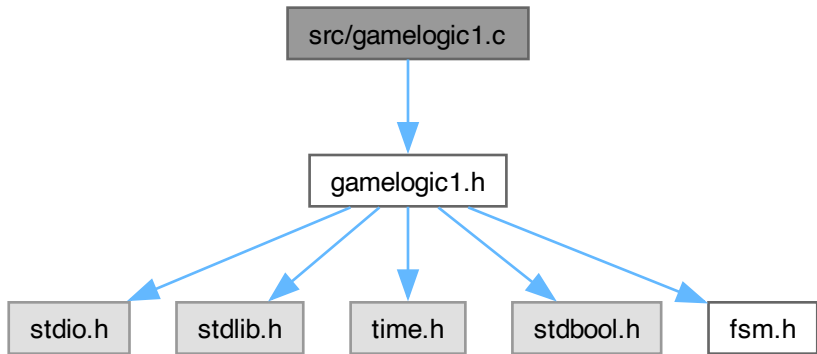 src/gamelogic1.c
gamelogic1.h
stdio.h
stdlib.h
time.h
stdbool.h
fsm.h